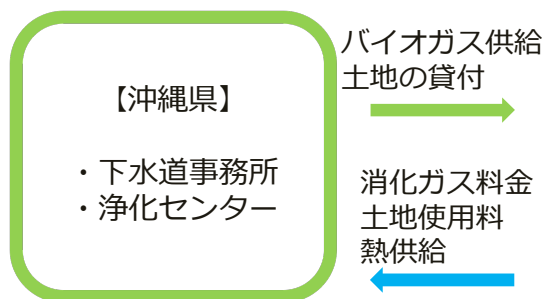 【沖縄県】
・下水道事務所
・浄化センター
バイオガス供給
土地の貸付
消化ガス料金
土地使用料
熱供給